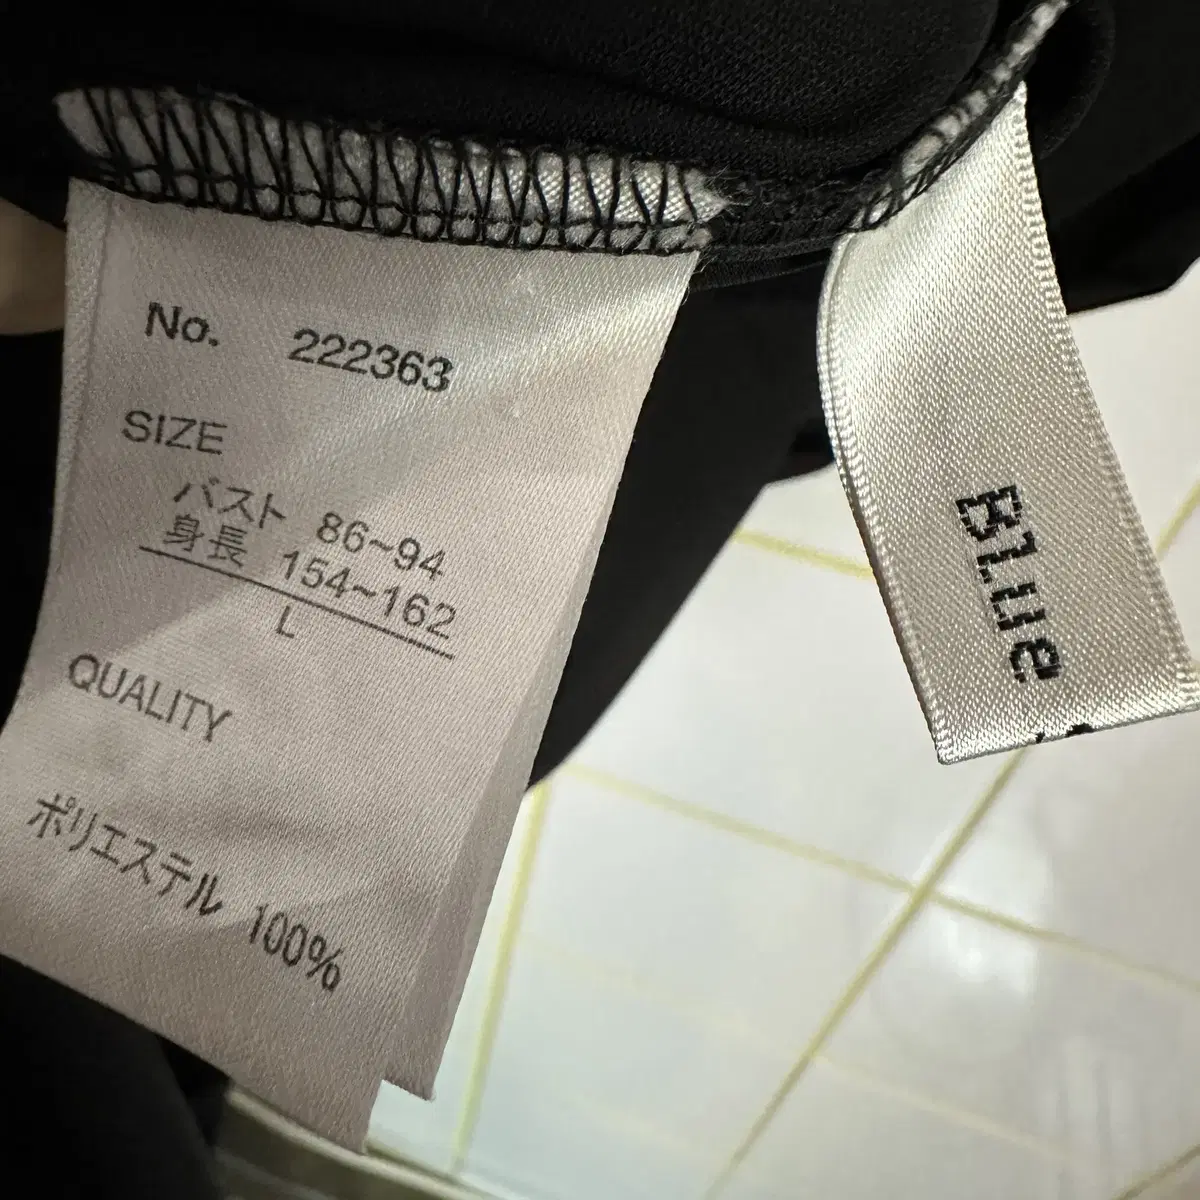 No. 222363
SIZE
バスト 86~94
身長 154~162
L
QUALITY
ポリエステル 100%
Blue